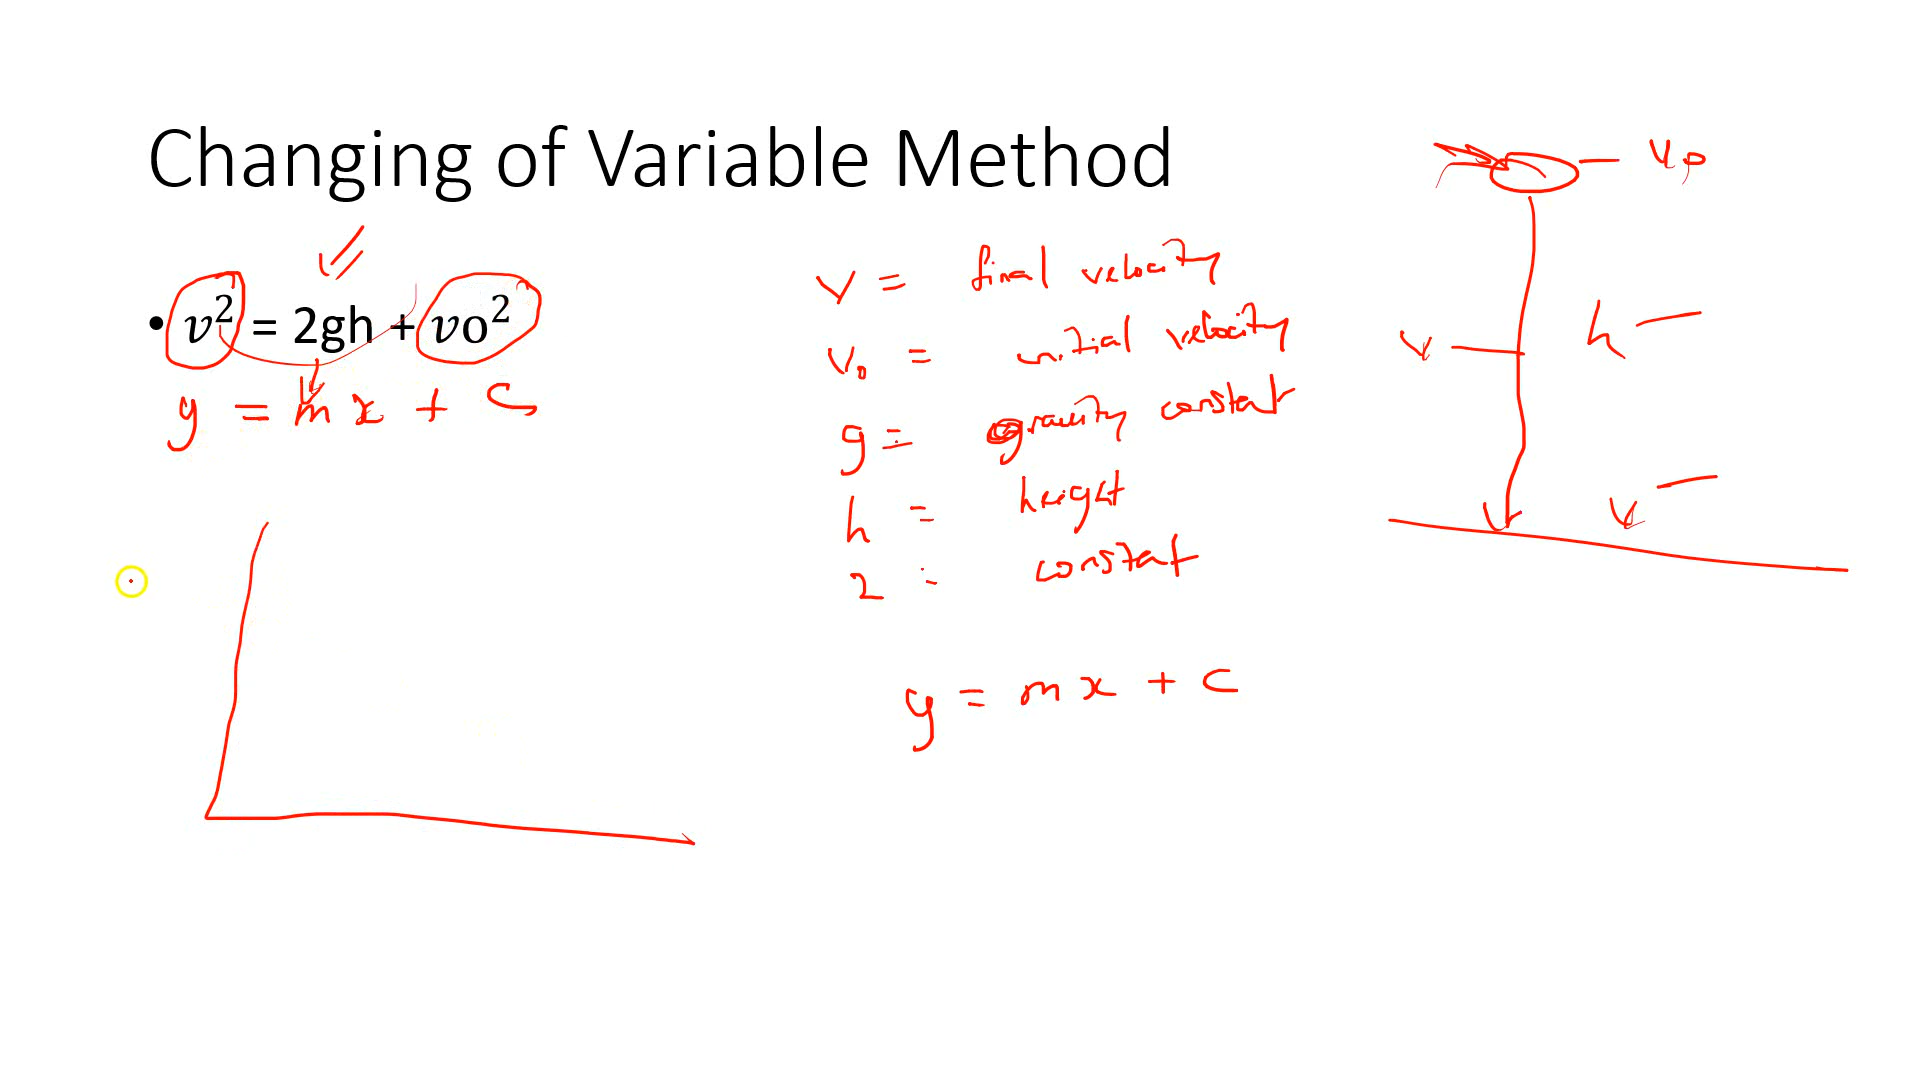 Changing of Variable Method
• v² = 2gh + vo²
y = mx + c
v = final velocity
v₀ = initial velocity
g = gravity constant
h = height
2 = constant
y = mx + c
v₀
h
v
v